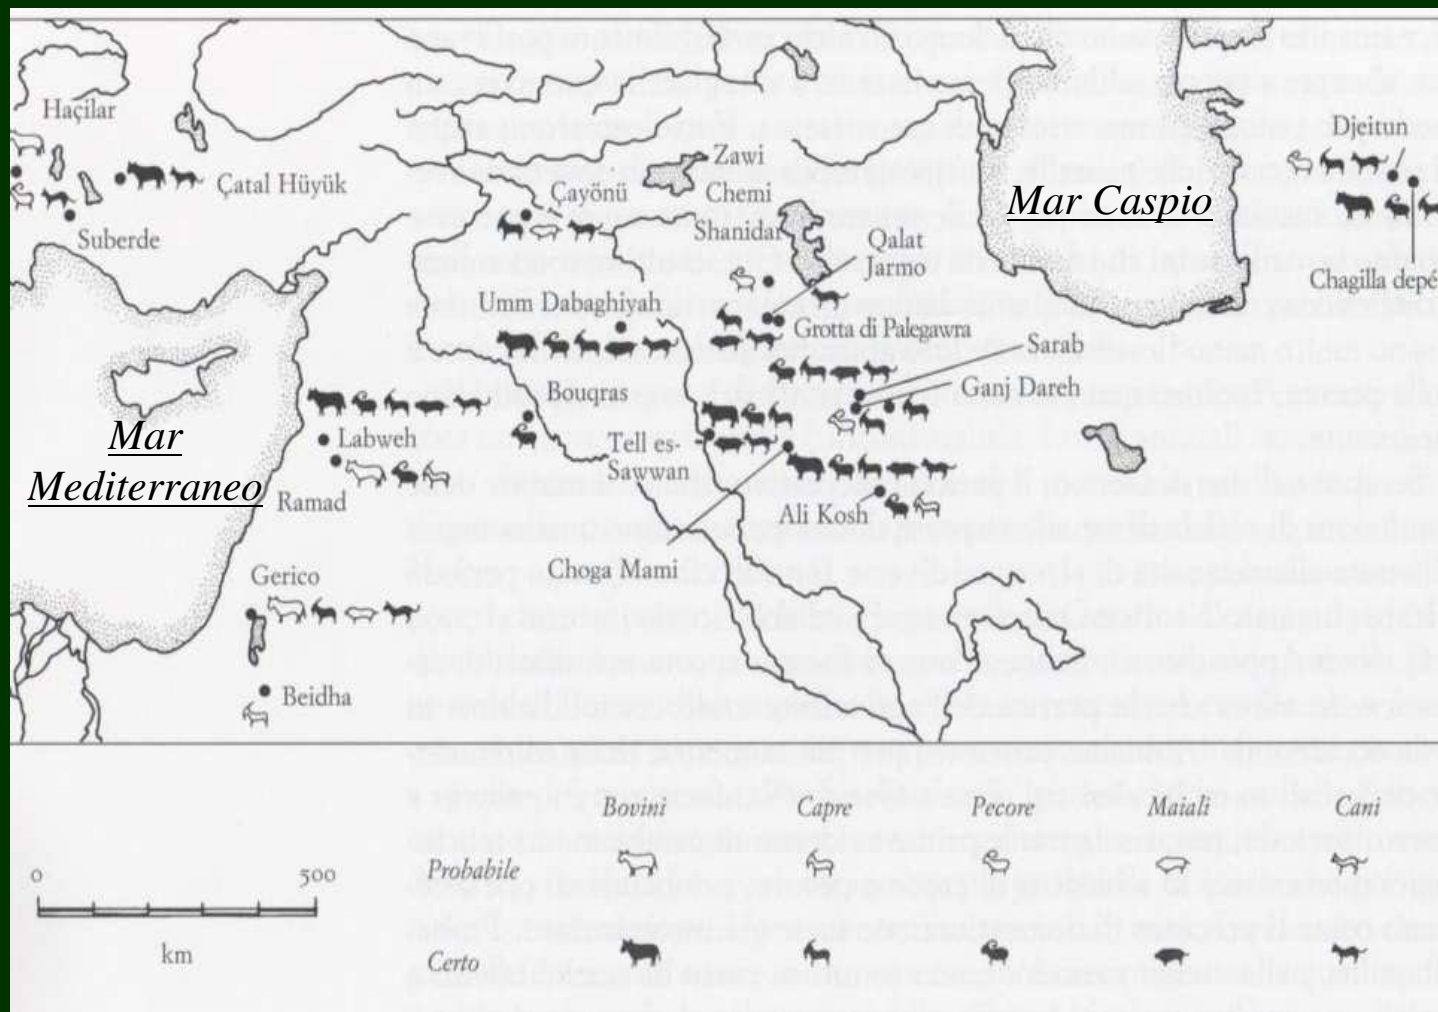 Haçilar
Suberde
Çatal Hüyük
Çayönü
Zawi
Chemi
Shanidar
Qalat
Jarmo
Mar Caspio
Djeitun
Chagilla depé
Umm Dabaghiyah
Grotta di Palegawra
Sarab
Ganj Dareh
Bouqras
Tell es-
Sawwan
Ali Kosh
Choga Mami
Labweh
Ramad
Mar
Mediterraneo
Gerico
Beidha
Bovini Capre Pecore Maiali Cani
Probabile
Certo
0 500
km